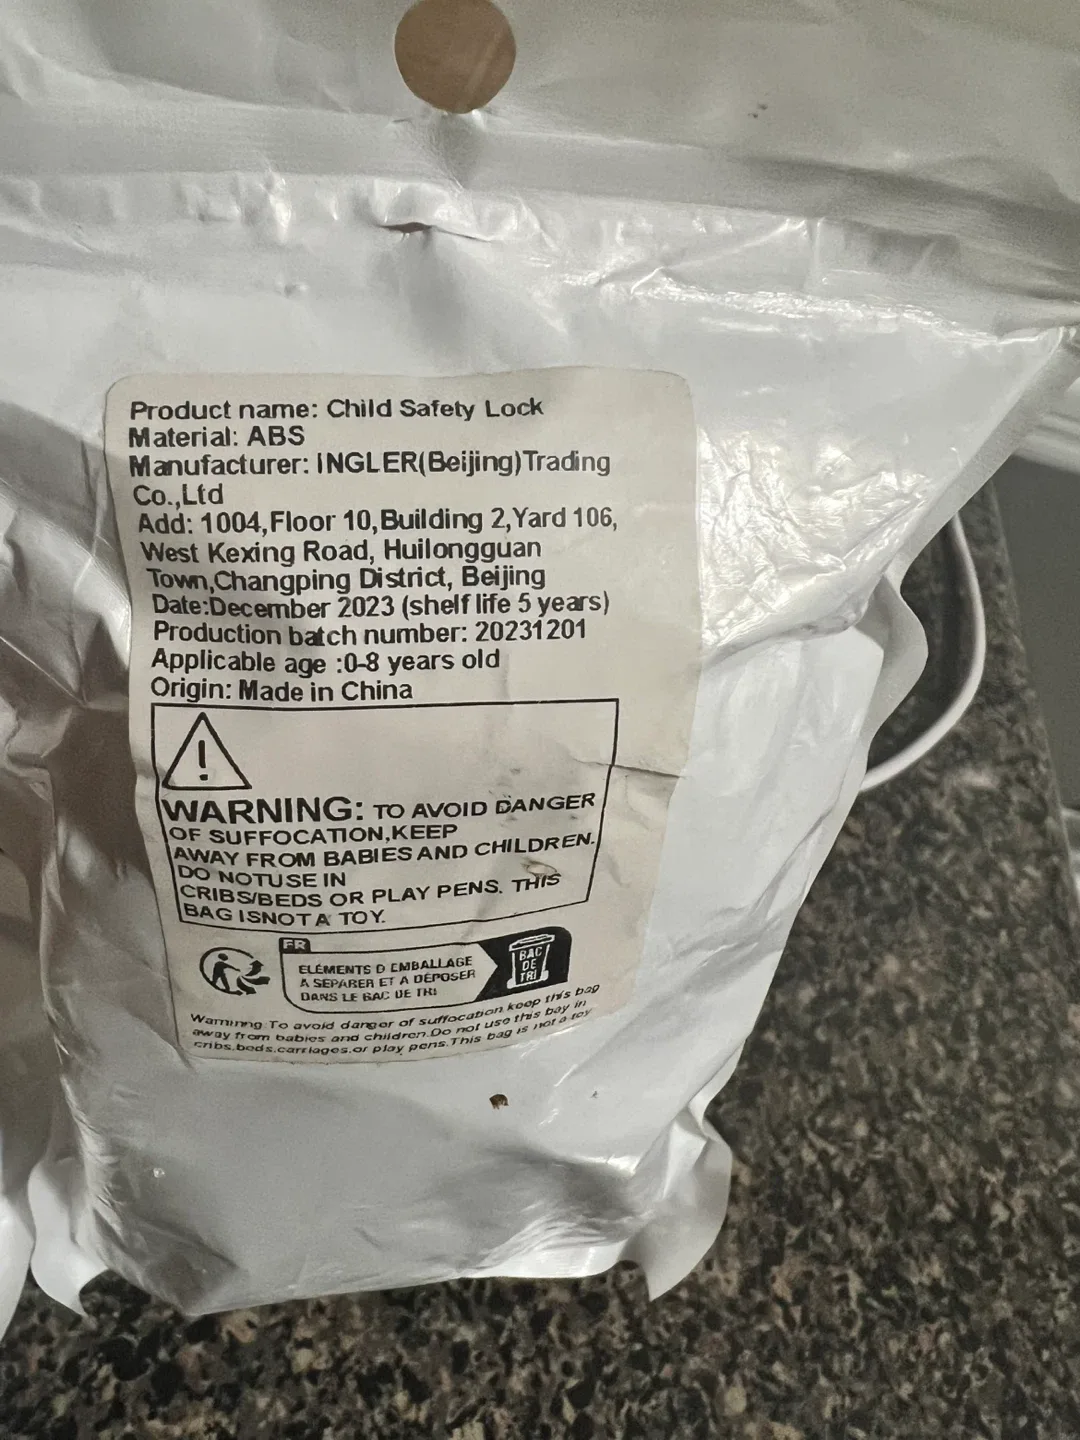 Product name: Child Safety Lock
Material: ABS
Manufacturer: INGLER(Beijing)Trading
Co.,Ltd
Add: 1004,Floor 10,Building 2,Yard 106,
West Kexing Road, Huilongguan
Town,Changping District, Beijing
Date:December 2023 (shelf life 5 years)
Production batch number: 20231201
Applicable age :0-8 years old
Origin: Made in China
!
WARNING: TO AVOID DANGER
OF SUFFOCATION,KEEP
AWAY FROM BABIES AND CHILDREN.
DO NOTUSE IN
CRIBS/BEDS OR PLAY PENS. THIS
BAG ISNOT A TOY.
FR
ELÉMENTS D EMBALLAGE
A SEPARER ET A DÉPOSER
DANS LE BAC DE TRI
BAC
DE
TRI
Warning To avoid danger of suffocation keep this bag
away from babies and children.Do not use this bay in
cribs.beds.carriages.or play pens.This bag is not a toy